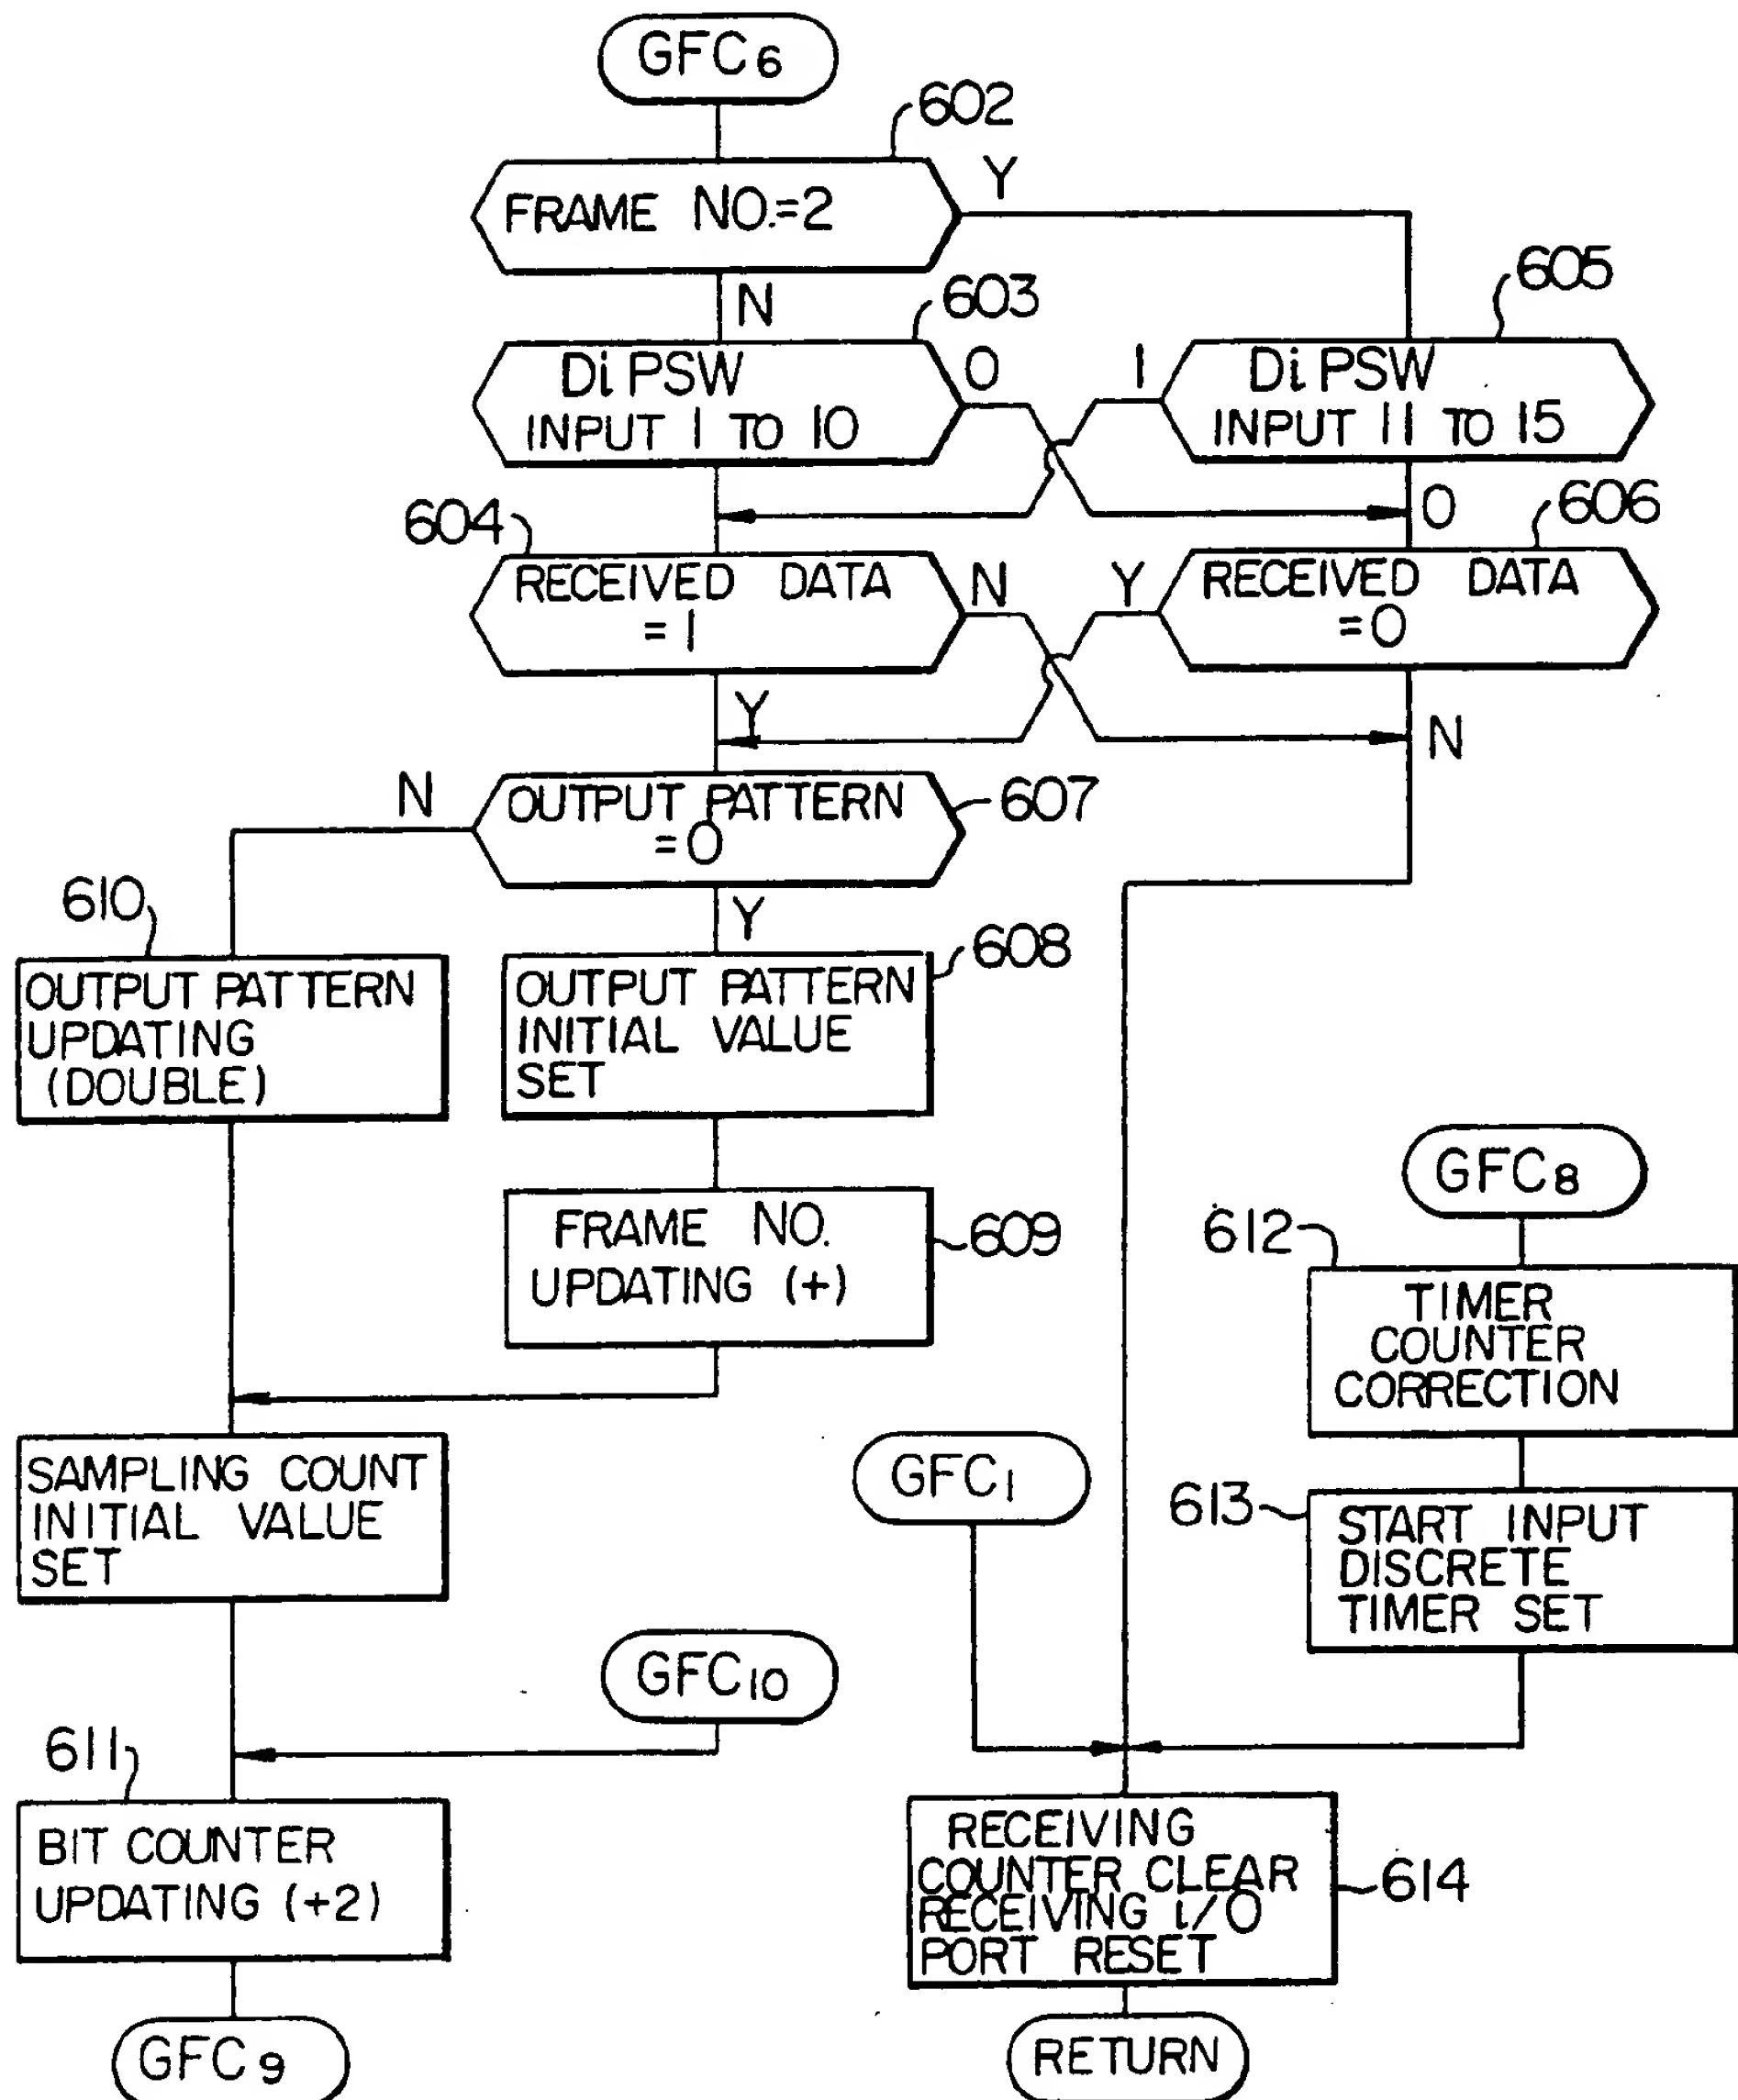 GFC6
602
FRAME NO.=2
Y
N
603
605
DiPSW
INPUT 1 TO 10
0
1
DiPSW
INPUT 11 TO 15
0
604
606
RECEIVED DATA
=1
N
Y
RECEIVED DATA
=0
Y
N
N
OUTPUT PATTERN
=0
607
610
Y
608
OUTPUT PATTERN
UPDATING
(DOUBLE)
OUTPUT PATTERN
INITIAL VALUE
SET
FRAME NO.
UPDATING (+)
609
GFC8
612
TIMER
COUNTER
CORRECTION
SAMPLING COUNT
INITIAL VALUE
SET
GFC1
613
START INPUT
DISCRETE
TIMER SET
GFC10
611
BIT COUNTER
UPDATING (+2)
RECEIVING
COUNTER CLEAR
RECEIVING i/O
PORT RESET
614
GFC9
RETURN